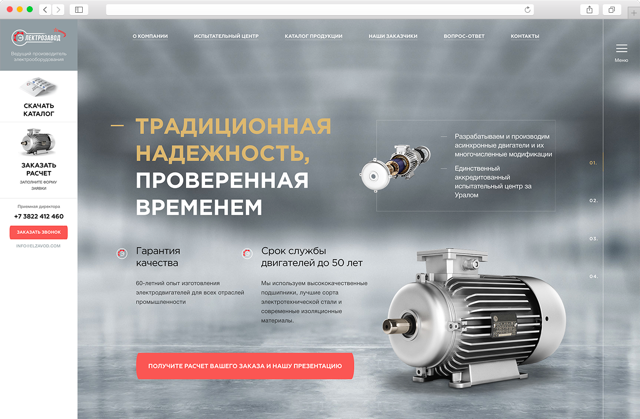 ЭЛЕКТРОЗАВОД
Ведущий производитель
электрооборудования
СКАЧАТЬ
КАТАЛОГ
ЗАКАЗАТЬ
РАСЧЕТ
ЗАПОЛНИТЕ ФОРМУ
ЗАЯВКИ
Приемная директора
+7 3822 412 460
ЗАКАЗАТЬ ЗВОНОК
О КОМПАНИИ
ИСПЫТАТЕЛЬНЫЙ ЦЕНТР
КАТАЛОГ ПРОДУКЦИИ
НАШИ ЗАКАЗЧИКИ
ВОПРОС-ОТВЕТ
КОНТАКТЫ
Меню
ТРАДИЦИОННАЯ
НАДЕЖНОСТЬ,
ПРОВЕРЕННАЯ
ВРЕМЕНЕМ
Разрабатываем и производим
асинхронные двигатели и их
многочисленные модификации
Единственный
аккредитованный
испытательный центр за
Уралом
01.
02.
03.
04.
Гарантия
качества
60-летний опыт изготовления
электродвигателей для всех отраслей
промышленности
Срок службы
двигателей до 50 лет
Мы используем высококачественные
подшипники, лучшие сорта
электротехнической стали и
современные изоляционные
материалы.
ПОЛУЧИТЕ РАСЧЕТ ВАШЕГО ЗАКАЗА И НАШУ ПРЕЗЕНТАЦИЮ